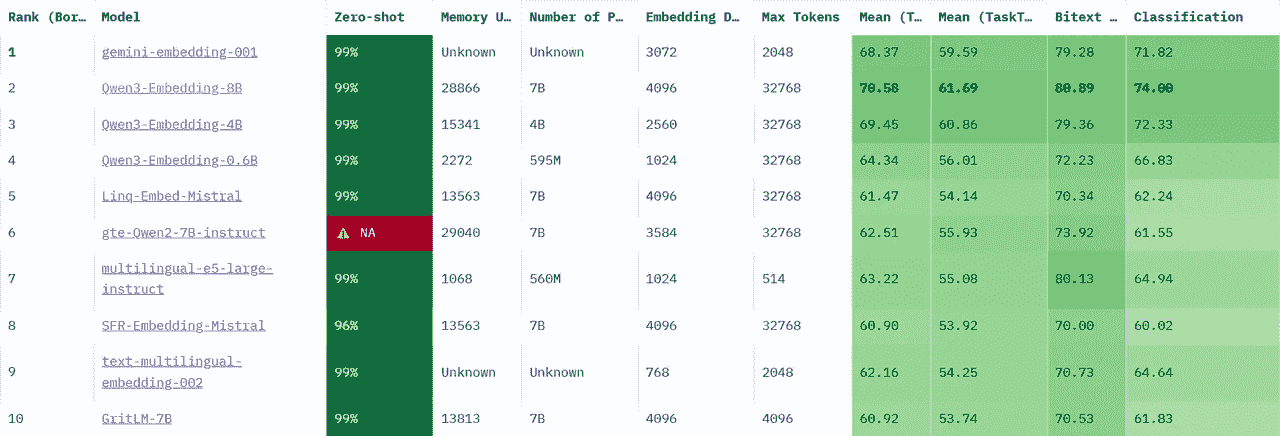 Rank (Bor… Model Zero-shot Memory U… Number of P… Embedding D… Max Tokens Mean (T… Mean (TaskT… Bitext … Classification
1 gemini-embedding-001 99% Unknown Unknown 3072 2048 68.37 59.59 79.28 71.82
2 Qwen3-Embedding-8B 99% 28866 7B 4096 32768 70.58 61.69 80.89 74.00
3 Qwen3-Embedding-4B 99% 15341 4B 2560 32768 69.45 60.86 79.36 72.33
4 Qwen3-Embedding-0.6B 99% 2272 595M 1024 32768 64.34 56.01 72.23 66.83
5 Linq-Embed-Mistral 99% 13563 7B 4096 32768 61.47 54.14 70.34 62.24
6 gte-Qwen2-7B-instruct ⚠ NA 29040 7B 3584 32768 62.51 55.93 73.92 61.55
7 multilingual-e5-large-
instruct 99% 1068 560M 1024 514 63.22 55.08 80.13 64.94
8 SFR-Embedding-Mistral 96% 13563 7B 4096 32768 60.90 53.92 70.00 60.02
9 text-multilingual-
embedding-002 99% Unknown Unknown 768 2048 62.16 54.25 70.73 64.64
10 GritLM-7B 99% 13813 7B 4096 4096 60.92 53.74 70.53 61.83